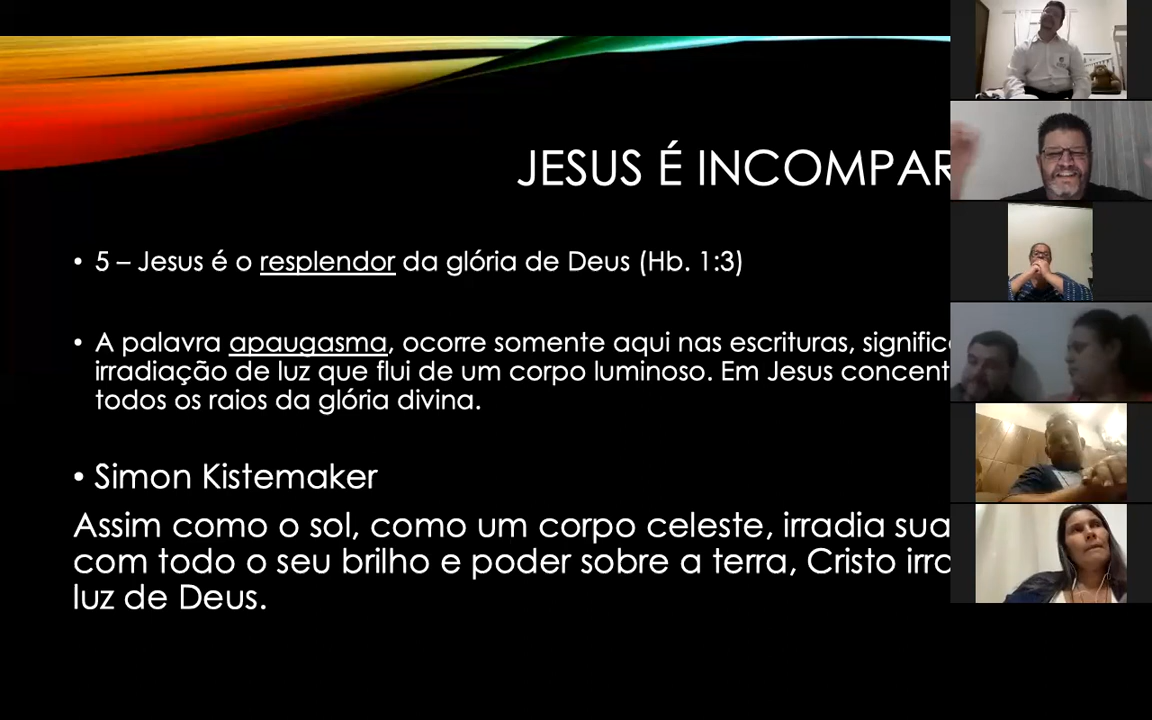 JESUS É INCOMPAR
• 5 – Jesus é o resplendor da glória de Deus (Hb. 1:3)
• A palavra apaugasma, ocorre somente aqui nas escrituras, signific
irradiação de luz que flui de um corpo luminoso. Em Jesus concent
todos os raios da glória divina.
• Simon Kistemaker
Assim como o sol, como um corpo celeste, irradia sua
com todo o seu brilho e poder sobre a terra, Cristo irra
luz de Deus.